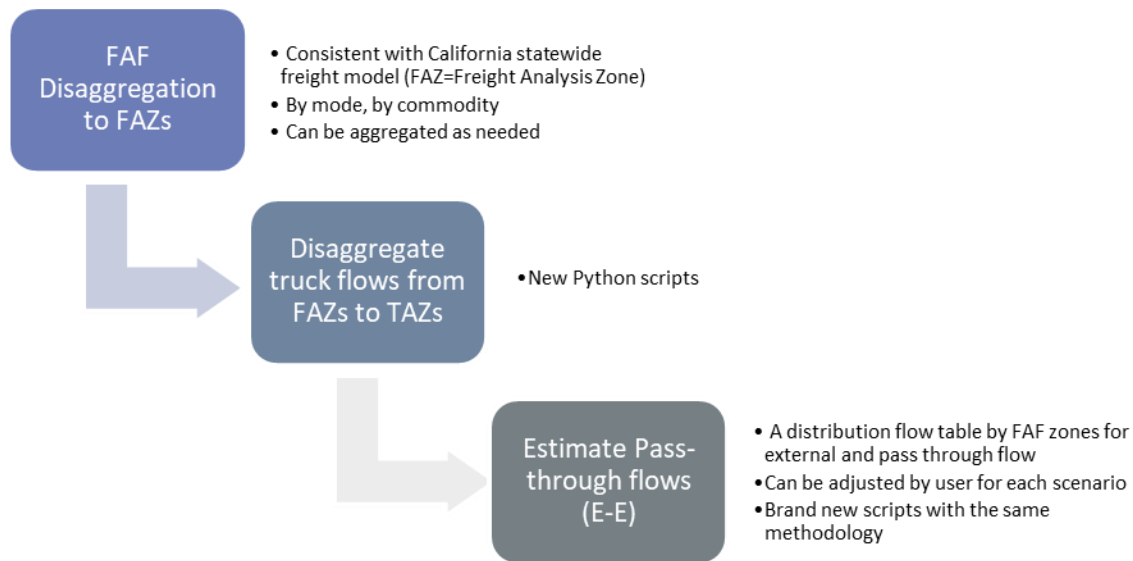 FAF
Disaggregation
to FAZs
• Consistent with California statewide
freight model (FAZ=Freight Analysis Zone)
• By mode, by commodity
• Can be aggregated as needed
Disaggregate
truck flows from
FAZs to TAZs
•New Python scripts
Estimate Pass-
through flows
(E-E)
• A distribution flow table by FAF zones for
external and pass through flow
•Can be adjusted by user for each scenario
•Brand new scripts with the same
methodology